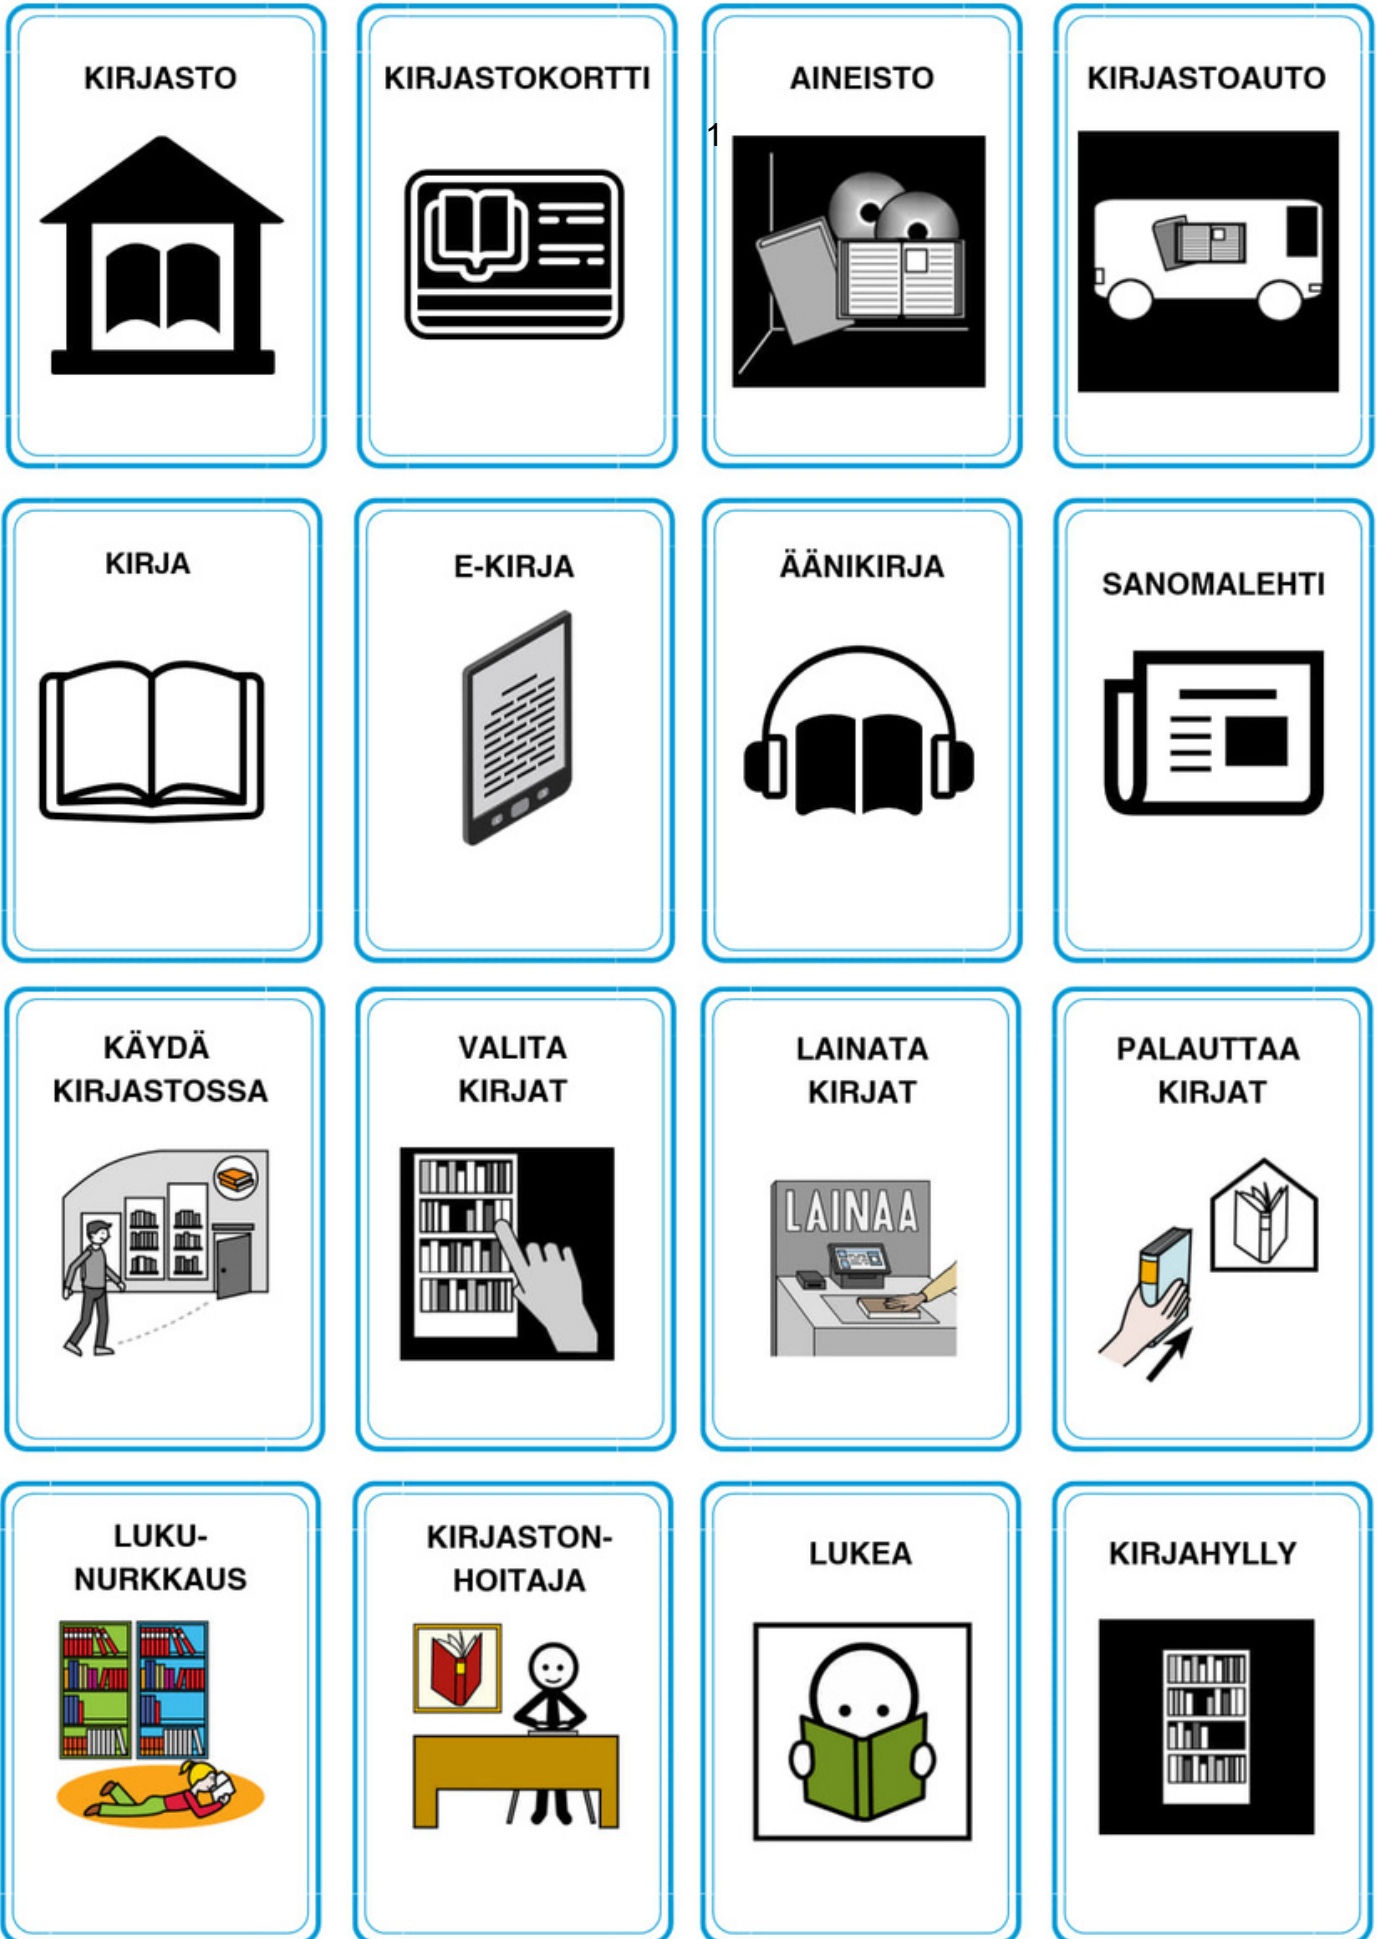 KIRJASTO
KIRJASTOKORTTI
AINEISTO
KIRJASTOAUTO
1
KIRJA
E-KIRJA
ÄÄNIKIRJA
SANOMALEHTI
KÄYDÄ
KIRJASTOSSA
VALITA
KIRJAT
LAINATA
KIRJAT
LAINAA
PALAUTTAA
KIRJAT
LUKU-
NURKKAUS
KIRJASTON-
HOITAJA
LUKEA
KIRJAHYLLY